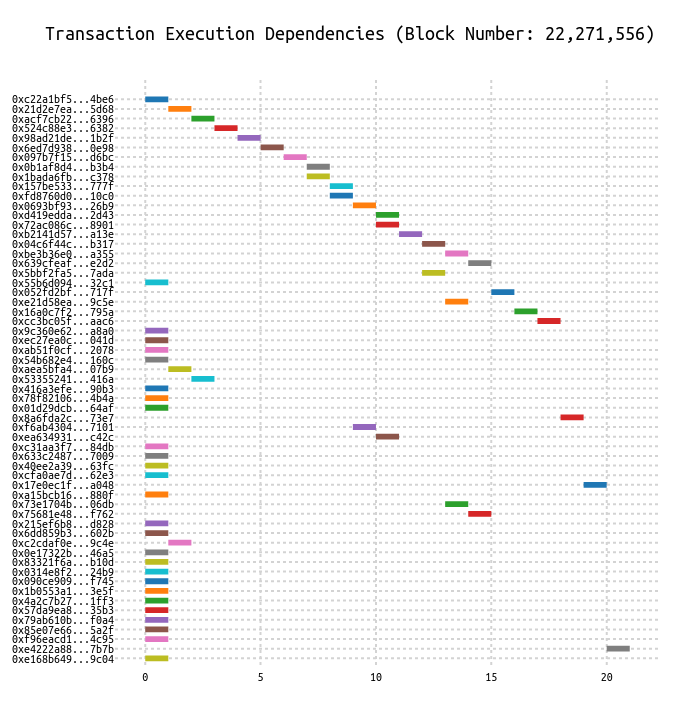 Transaction Execution Dependencies (Block Number: 22,271,556)
0xc22a1bf5...4be6
0x21d2e7ea...5d68
0xacf7cb22...6396
0x524c88e3...6382
0x98ad21de...1b2f
0x6ed7d938...0e98
0x097b7f15...d6bc
0x0b1af8d4...b3b4
0x1bada6fb...c378
0x157be533...777f
0xfd8760d0...10c0
0x0693bf93...26b9
0xd419edda...2d43
0x72ac086c...8901
0xb2141d57...a13e
0x04c6f44c...b317
0xbe3b36e0...a355
0x639cfeaf...e2d2
0x5bbf2fa5...7ada
0x55b6d094...32c1
0x052fd2bf...717f
0xe21d58ea...9c5e
0x16a0c7f2...795a
0xcc3bc05f...aac6
0x9c360e62...a8a0
0xec27ea0c...041d
0xab51f0cf...2078
0x54b682e4...160c
0xaea5bfa4...07b9
0x53355241...416a
0x416a3efe...90b3
0x78f82106...4b4a
0x01d29dcb...64af
0x8a6fda2c...73e7
0xf6ab4304...7101
0xea634931...c42c
0xc31aa3f7...84db
0x633c2487...7009
0x40ee2a39...63fc
0xcfa0ae7d...62e3
0x17e0ec1f...a048
0xa15bcb16...880f
0x73e1704b...06db
0x75681e48...f762
0x215ef6b8...d828
0x6dd859b3...602b
0xc2cdaf0e...9c4e
0x0e17322b...46a5
0x83321f6a...b10d
0x0314e8f2...24b9
0x090ce909...f745
0x1b0553a1...3e5f
0x4a2c7b27...1ff3
0x57da9ea8...35b3
0x79ab610b...f0a4
0x85e07e66...5a2f
0xf96eacd1...4c95
0xe4222a88...7b7b
0xe168b649...9c04
0 5 10 15 20